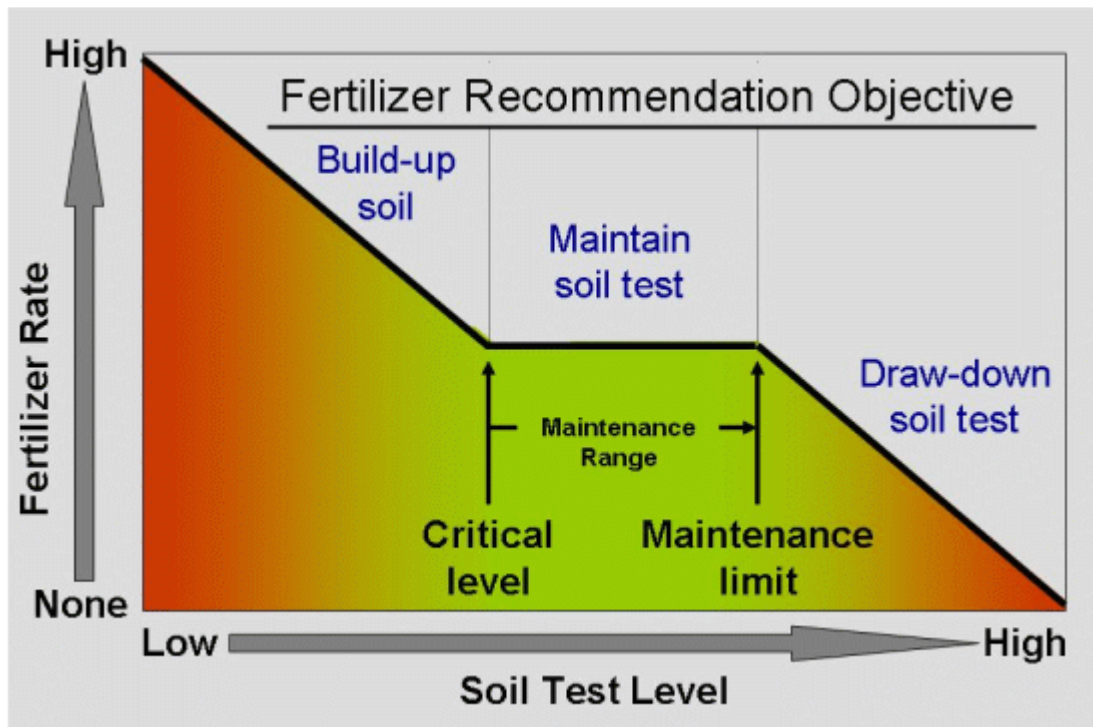 High
Fertilizer Recommendation Objective
Build-up
soil
Maintain
soil test
Draw-down
soil test
Fertilizer Rate
Maintenance
Range
Critical
level
Maintenance
limit
None
Low
High
Soil Test Level